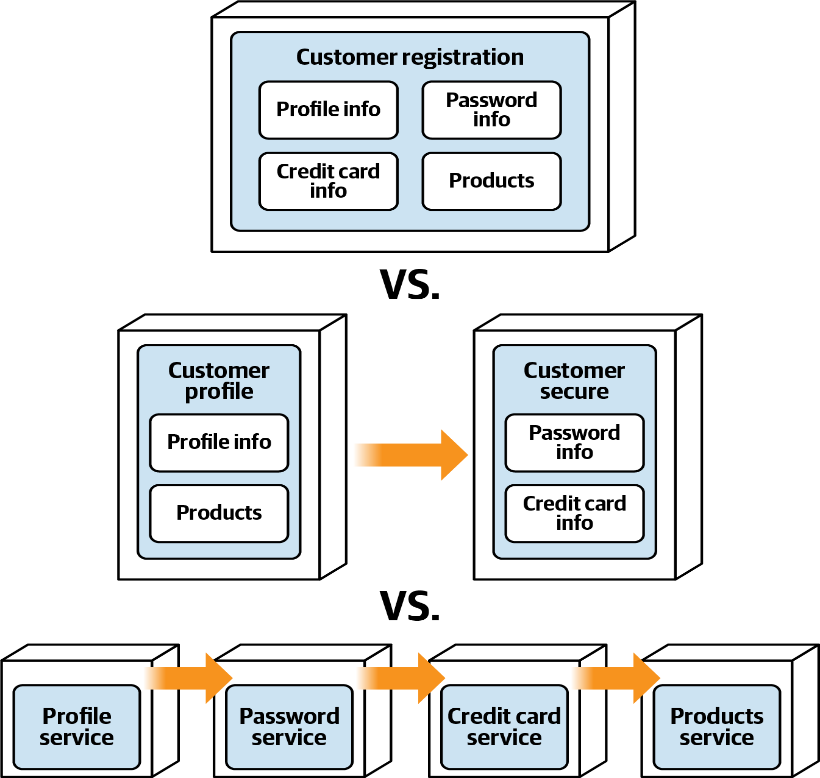 Customer registration
Profile info
Password
info
Credit card
info
Products
VS.
Customer
profile
Profile info
Products
Customer
secure
Password
info
Credit card
info
VS.
Profile
service
Password
service
Credit card
service
Products
service